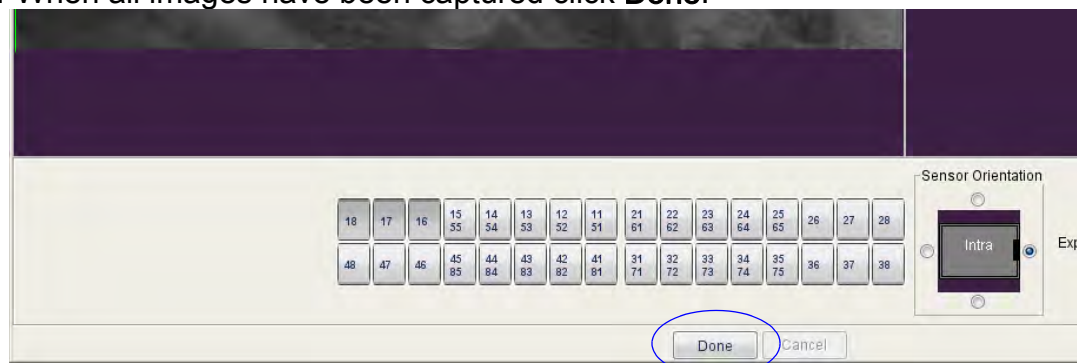 When all images have been captured click Done.
Sensor Orientation
18 17 16 15 14 13 12 11 21 22 23 24 25 26 27 28
55 54 53 52 51 61 62 63 64 65
Intra
Exp
48 47 46 45 44 43 42 41 31 32 33 34 35 36 37 38
85 84 83 82 81 71 72 73 74 75
Done Cancel